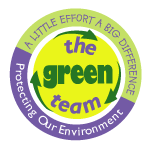 A LITTLE EFFORT A BIG DIFFERENCE
the
green
team
Protecting Our Environment